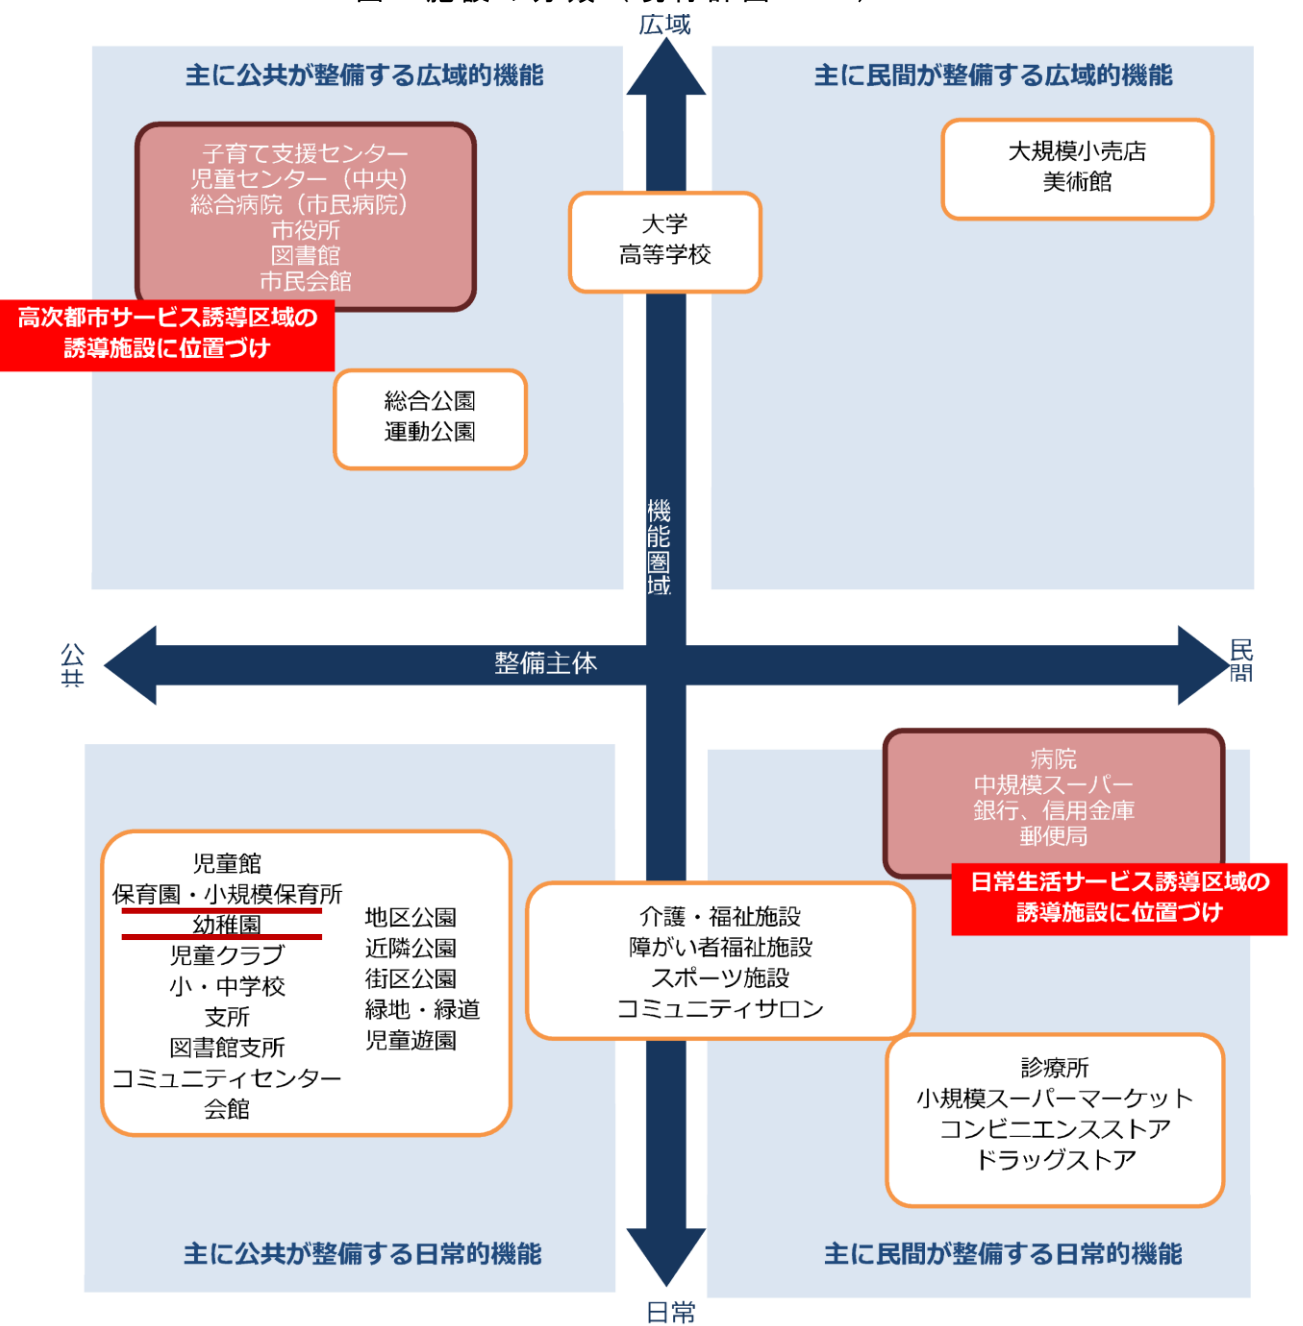 広域
主に公共が整備する広域的機能
主に民間が整備する広域的機能
子育て支援センター
児童センター（中央）
総合病院（市民病院）
市役所
図書館
市民会館
高次都市サービス誘導区域の
誘導施設に位置づけ
総合公園
運動公園
大学
高等学校
大規模小売店
美術館
機能圏域
公共
整備主体
民間
児童館
保育園・小規模保育所
幼稚園
児童クラブ
小・中学校
支所
図書館支所
コミュニティセンター
会館
地区公園
近隣公園
街区公園
緑地・緑道
児童遊園
介護・福祉施設
障がい者福祉施設
スポーツ施設
コミュニティサロン
病院
中規模スーパー
銀行、信用金庫
郵便局
日常生活サービス誘導区域の
誘導施設に位置づけ
診療所
小規模スーパーマーケット
コンビニエンスストア
ドラッグストア
主に公共が整備する日常的機能
主に民間が整備する日常的機能
日常